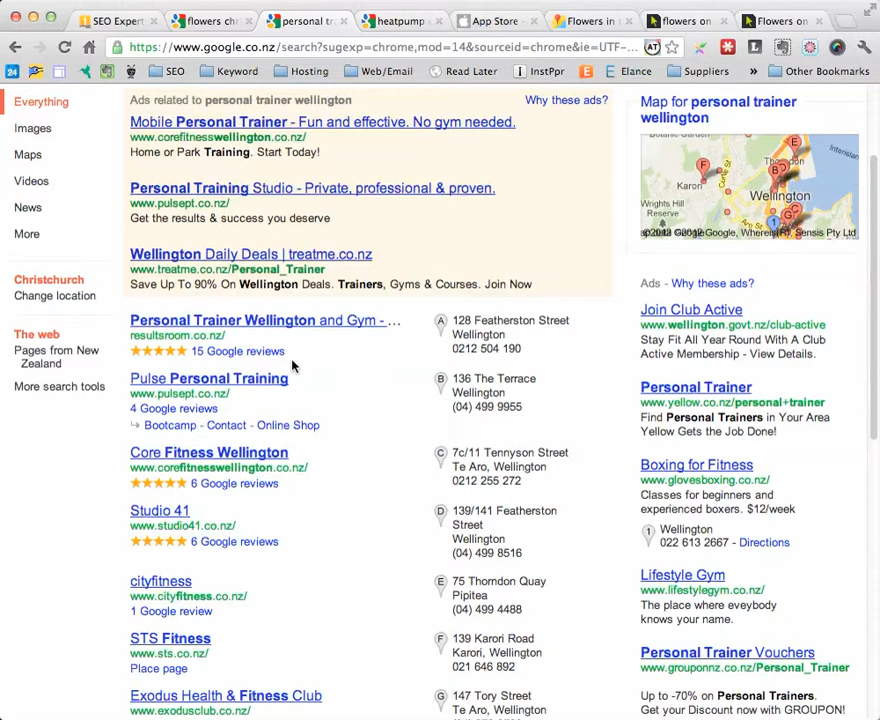 SEO Expert
flowers chr
personal tr
heatpump
App Store -
Flowers in
flowers on
Flowers on
https://www.google.co.nz/search?sugexp=chrome,mod=14&sourceid=chrome&ie=UTF-...
SEO
Keyword
Hosting
Web/Email
Read Later
InstPpr
Elance
Suppliers
»
Other Bookmarks
Everything
Images
Maps
Videos
News
More
Christchurch
Change location
The web
Pages from New
Zealand
More search tools
Ads related to personal trainer wellington
Why these ads?
Mobile Personal Trainer - Fun and effective. No gym needed.
www.corefitnesswellington.co.nz/
Home or Park Training. Start Today!
Personal Training Studio - Private, professional & proven.
www.pulsept.co.nz/
Get the results & success you deserve
Wellington Daily Deals | treatme.co.nz
www.treatme.co.nz/Personal_Trainer
Save Up To 90% On Wellington Deals. Trainers, Gyms & Courses. Join Now
Personal Trainer Wellington and Gym - ...
resultsroom.co.nz/
15 Google reviews
A
128 Featherston Street
Wellington
0212 504 190
Pulse Personal Training
www.pulsept.co.nz/
4 Google reviews
Bootcamp - Contact - Online Shop
B
136 The Terrace
Wellington
(04) 499 9955
Core Fitness Wellington
www.corefitnesswellington.co.nz/
6 Google reviews
C
7c/11 Tennyson Street
Te Aro, Wellington
0212 255 272
Studio 41
www.studio41.co.nz/
6 Google reviews
D
139/141 Featherston
Street
Wellington
(04) 499 8516
cityfitness
www.cityfitness.co.nz/
1 Google review
E
75 Thorndon Quay
Pipitea
(04) 499 4488
STS Fitness
www.sts.co.nz/
Place page
F
139 Karori Road
Karori, Wellington
021 646 892
Exodus Health & Fitness Club
www.exodusclub.co.nz/
G
147 Tory Street
Te Aro, Wellington
Map for personal trainer
wellington
Karori
Wrights Hill
Reserve
Wellington
Ads - Why these ads?
Join Club Active
www.wellington.govt.nz/club-active
Stay Fit All Year Round With A Club
Active Membership - View Details.
Personal Trainer
www.yellow.co.nz/personal+trainer
Find Personal Trainers in Your Area
Yellow Gets the Job Done!
Boxing for Fitness
www.glovesboxing.co.nz/
Classes for beginners and
experienced boxers. $12/week
1
Wellington
022 613 2667 - Directions
Lifestyle Gym
www.lifestylegym.co.nz/
The place where eveybody
knows your name.
Personal Trainer Vouchers
www.grouponnz.co.nz/Personal_Trainer
Up to -70% on Personal Trainers.
Get your Discount now with GROUPON!